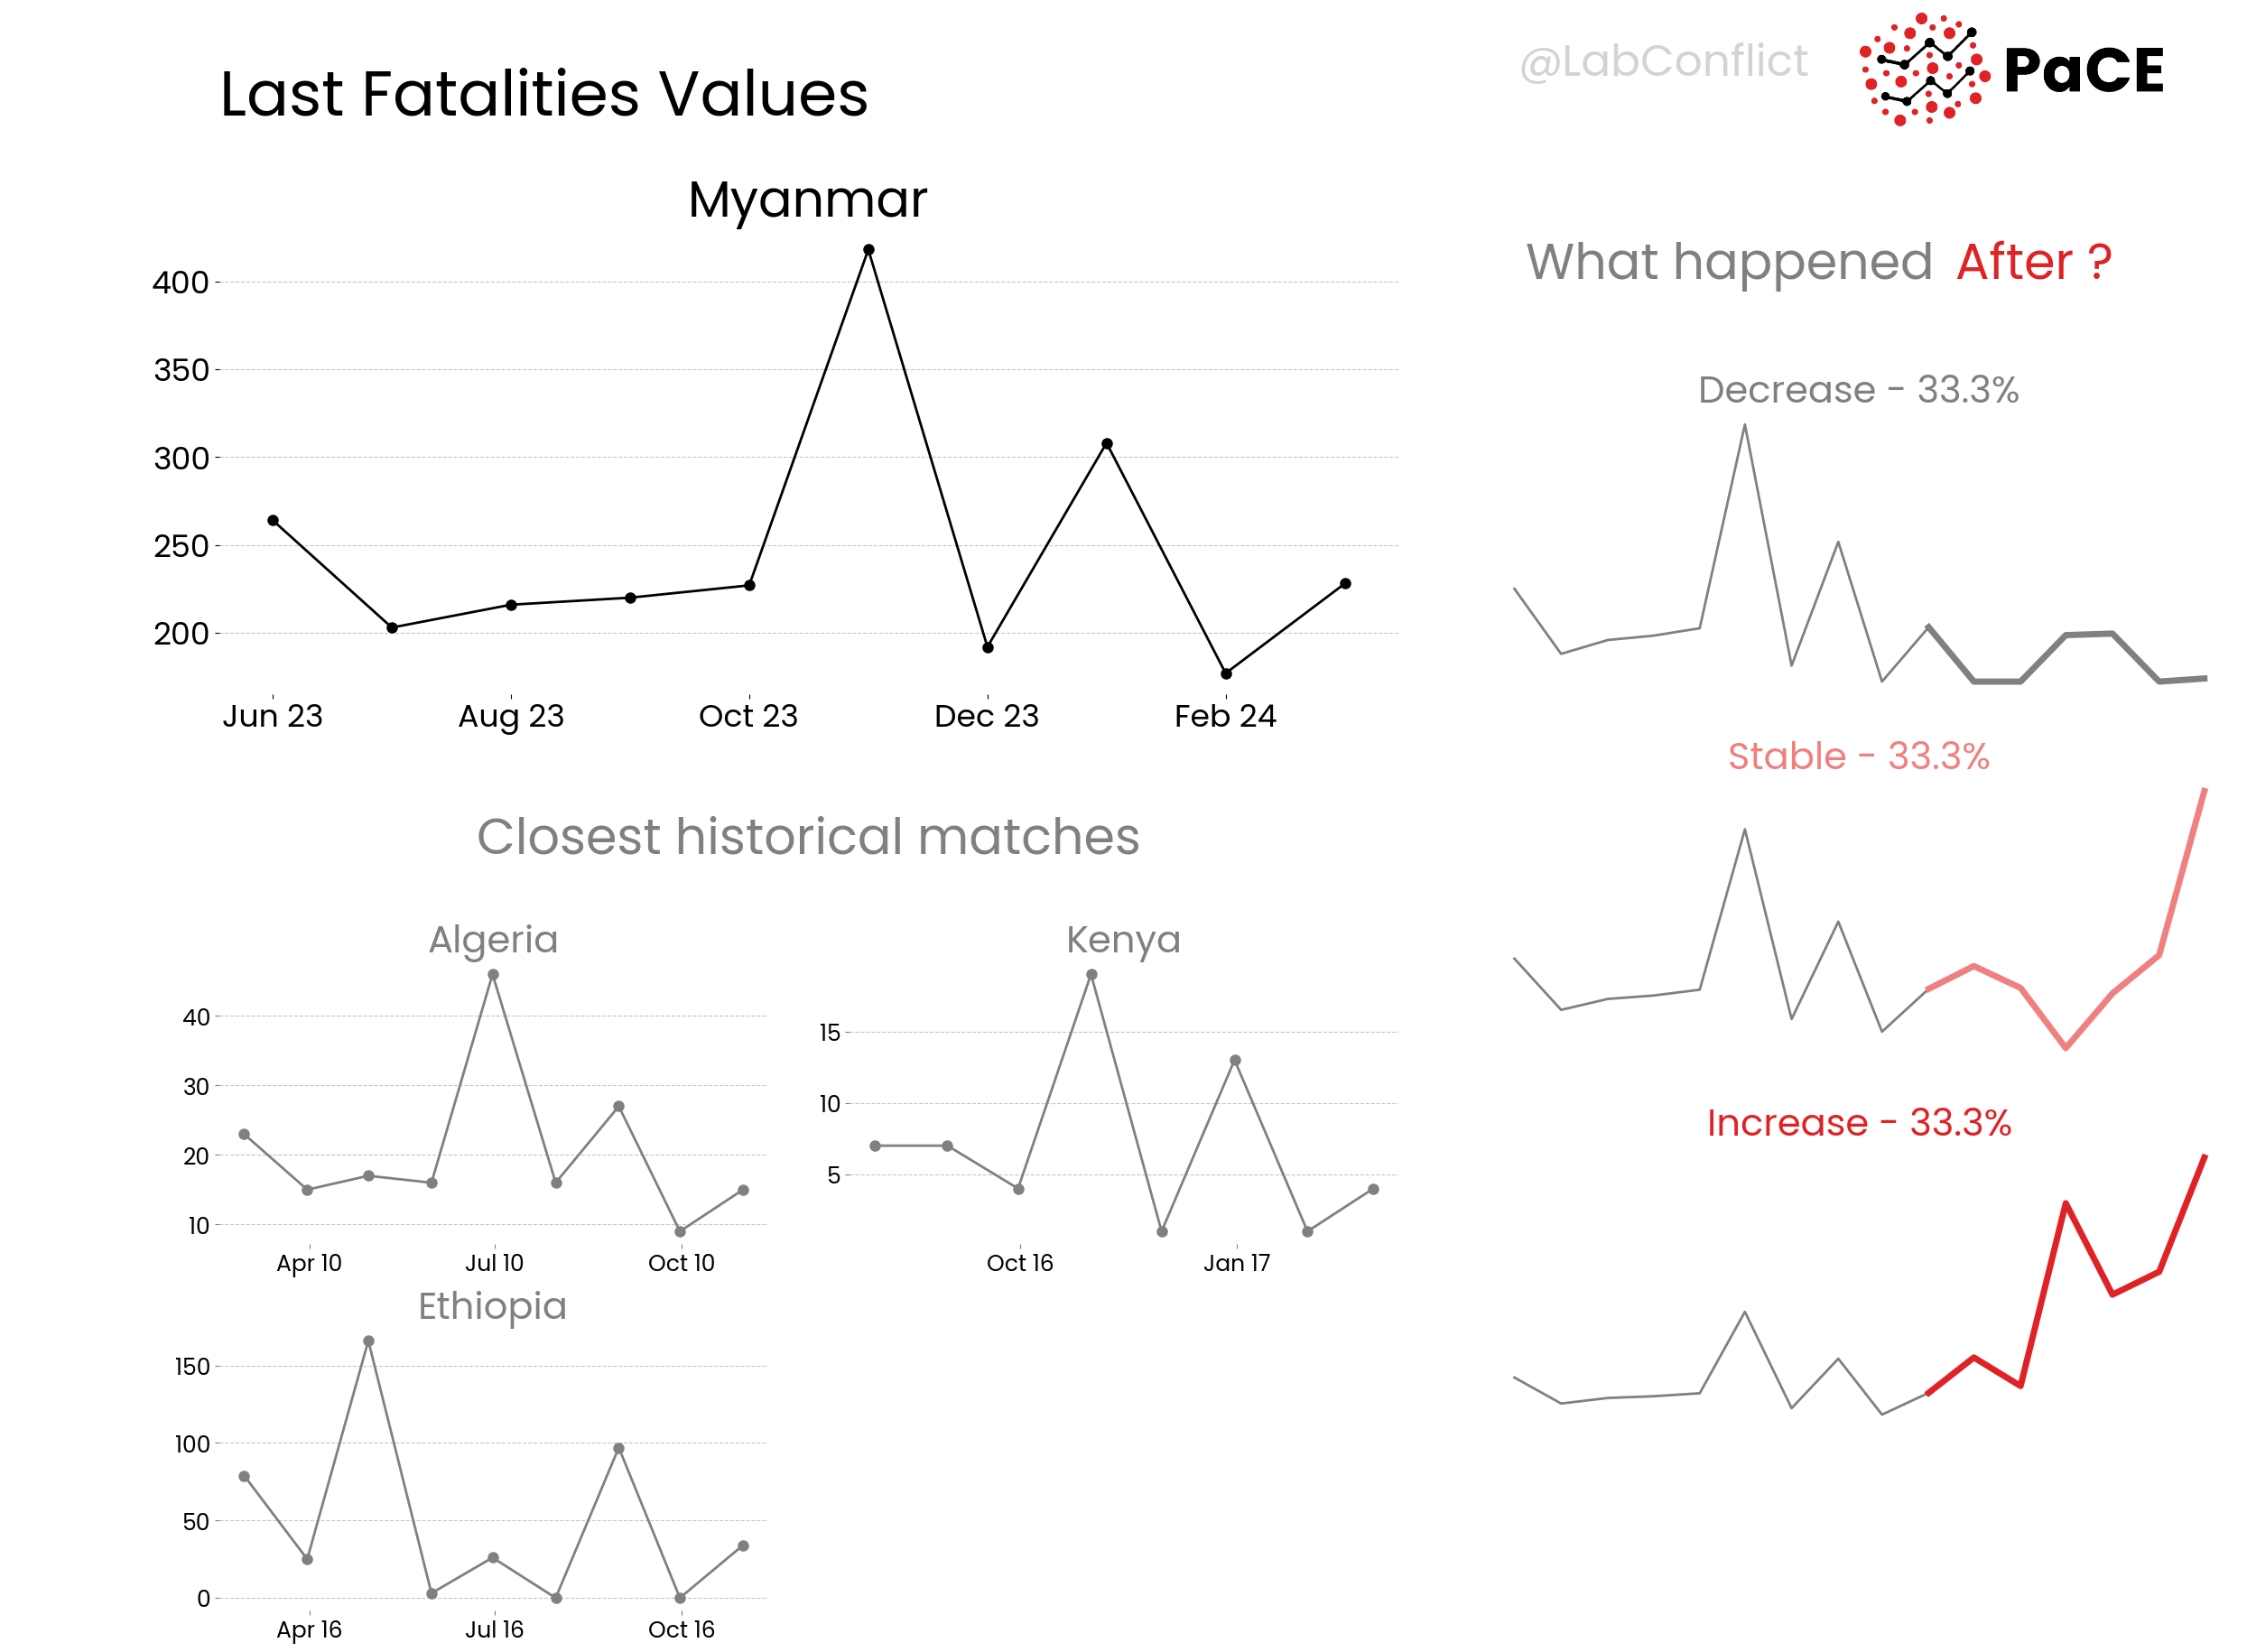 @LabConflict
PaCE
Last Fatalities Values
Myanmar
400
350
300
250
200
Jun 23 Aug 23 Oct 23 Dec 23 Feb 24
Closest historical matches
Algeria
40
30
20
10
Apr 10 Jul 10 Oct 10
Kenya
15
10
5
Oct 16 Jan 17
Ethiopia
150
100
50
0
Apr 16 Jul 16 Oct 16
What happened After ?
Decrease - 33.3%
Stable - 33.3%
Increase - 33.3%